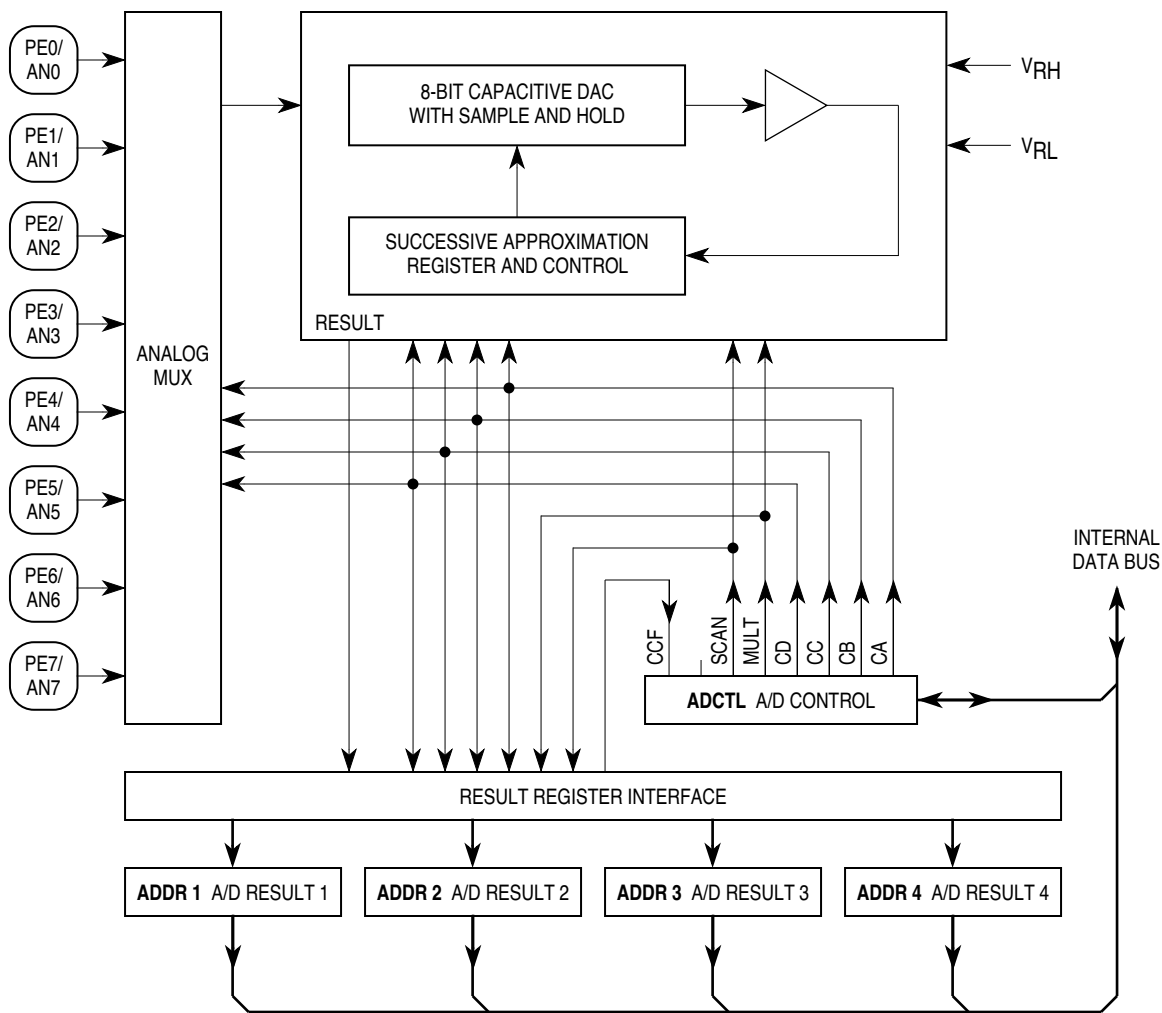 PE0/
AN0
PE1/
AN1
PE2/
AN2
PE3/
AN3
PE4/
AN4
PE5/
AN5
PE6/
AN6
PE7/
AN7
ANALOG
MUX
8-BIT CAPACITIVE DAC
WITH SAMPLE AND HOLD
SUCCESSIVE APPROXIMATION
REGISTER AND CONTROL
RESULT
VRH
VRL
INTERNAL
DATA BUS
CCF
SCAN
MULT
CD
CC
CB
CA
ADCTL A/D CONTROL
RESULT REGISTER INTERFACE
ADDR 1 A/D RESULT 1
ADDR 2 A/D RESULT 2
ADDR 3 A/D RESULT 3
ADDR 4 A/D RESULT 4